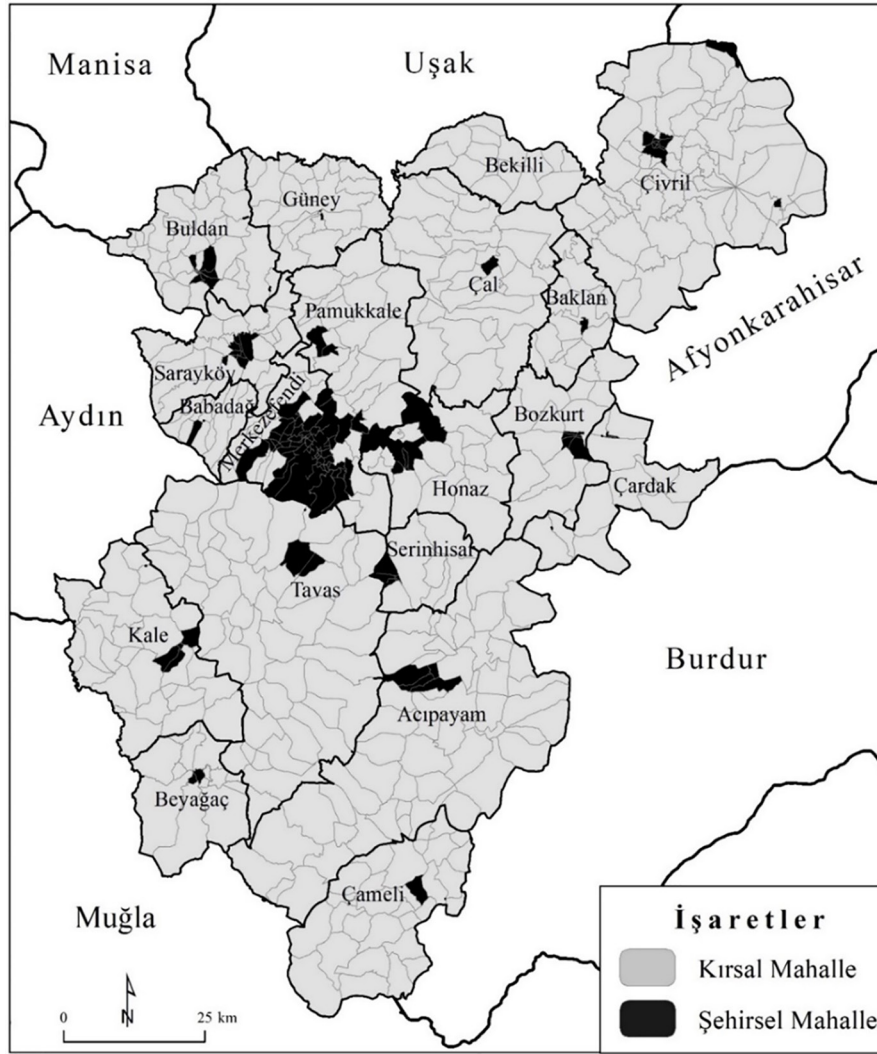 Manisa
Uşak
Bekilli
Çivril
Güney
Buldan
Çal
Baklan
Pamukkale
Afyonkarahisar
Sarayköy
Babadağ
Merkezefendi
Aydın
Bozkurt
Honaz
Çardak
Serinhisar
Tavas
Kale
Burdur
Acıpayam
Beyağaç
Çameli
Muğla
N
0 25 km
İşaretler
Kırsal Mahalle
Şehirsel Mahalle